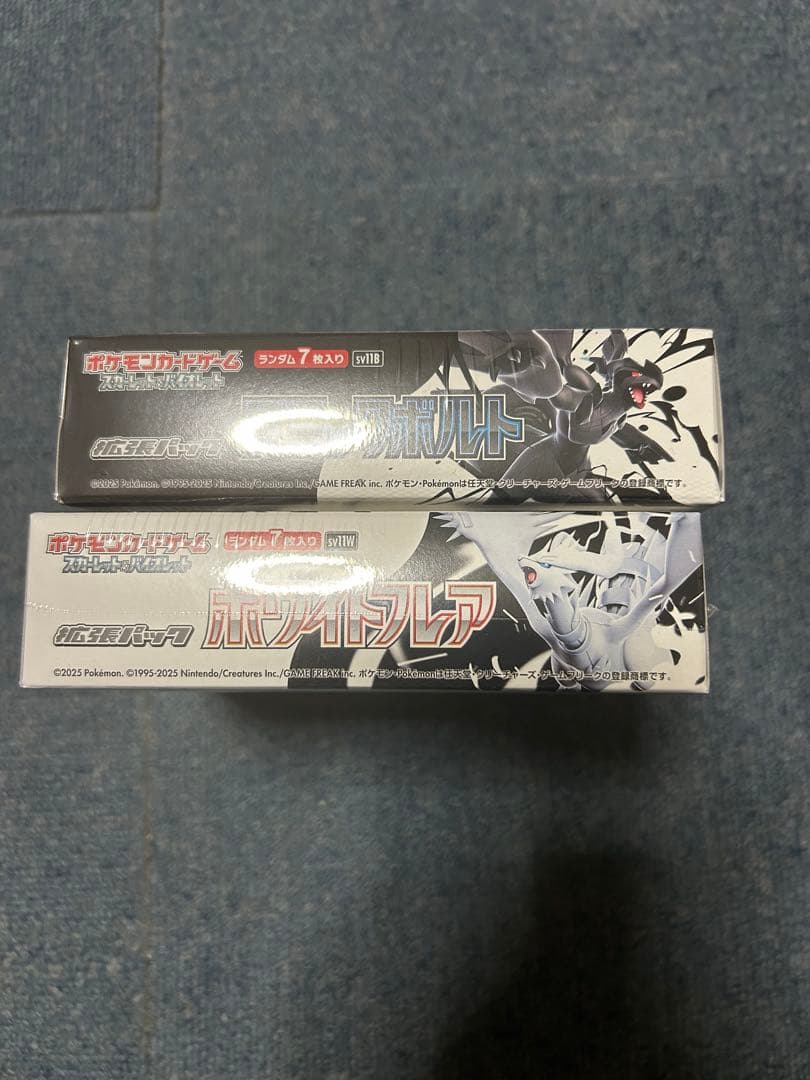 ポケモンカードゲーム
スカーレット&バイオレット
ランダム7枚入り
sv11B
クボルト
拡張パック
©2025 Pokémon. ©1995-2025 Nintendo/Creatures Inc./GAME FREAK inc. ポケモン・Pokémonは任天堂・クリーチャーズ・ゲームフリークの登録商標です。
ポケモンカードゲーム
スカーレット&バイオレット
ランダム7枚入り
sv11W
ホワイトフレア
拡張パック
©2025 Pokémon. ©1995-2025 Nintendo/Creatures Inc./GAME FREAK inc. ポケモン・Pokémonは任天堂・クリーチャーズ・ゲームフリークの登録商標です。